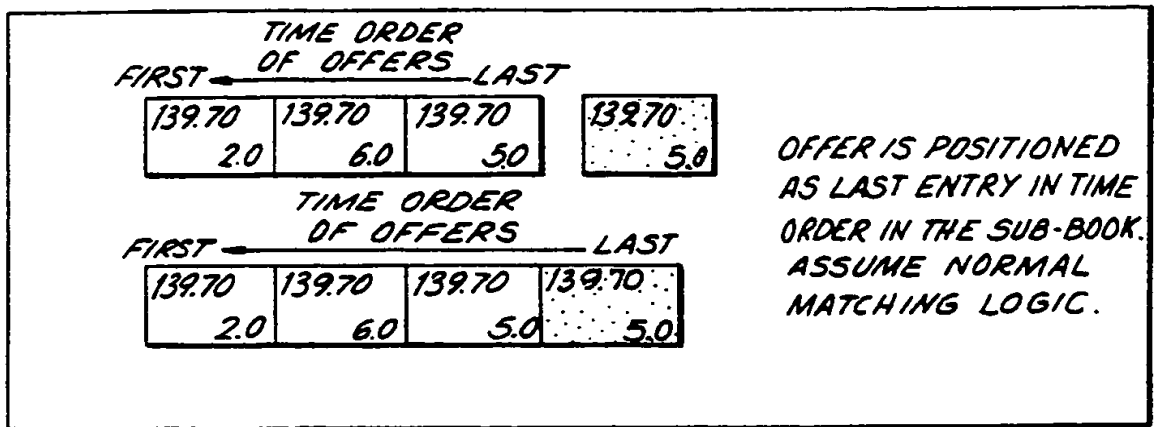 TIME ORDER
OF OFFERS
FIRST LAST
139.70 139.70 139.70 139.70
2.0 6.0 5.0 5.0
TIME ORDER
OF OFFERS
FIRST LAST
139.70 139.70 139.70 139.70
2.0 6.0 5.0 5.0
OFFER IS POSITIONED
AS LAST ENTRY IN TIME
ORDER IN THE SUB-BOOK.
ASSUME NORMAL
MATCHING LOGIC.